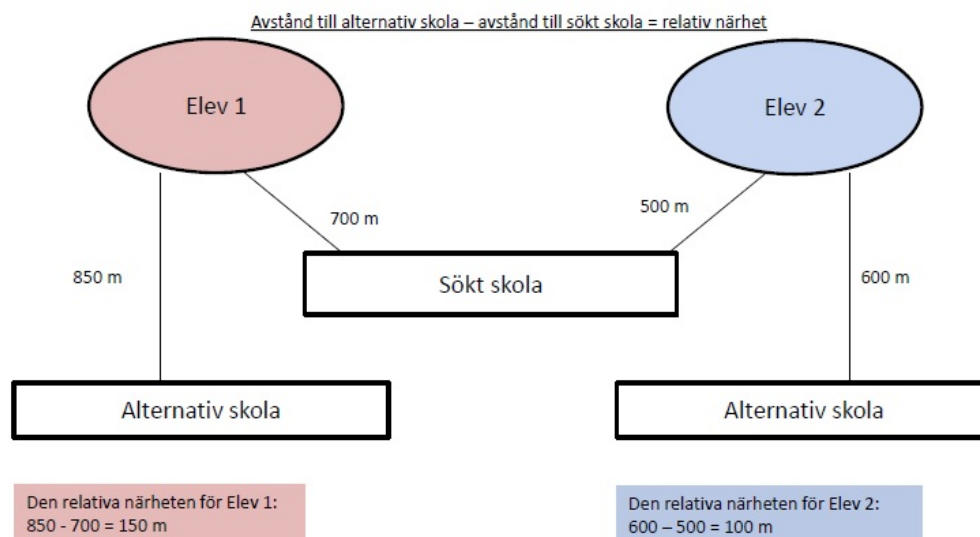 Avstånd till alternativ skola – avstånd till sökt skola = relativ närhet
Elev 1
Elev 2
700 m
500 m
850 m
Sökt skola
600 m
Alternativ skola
Alternativ skola
Den relativa närheten för Elev 1:
850 - 700 = 150 m
Den relativa närheten för Elev 2:
600 – 500 = 100 m